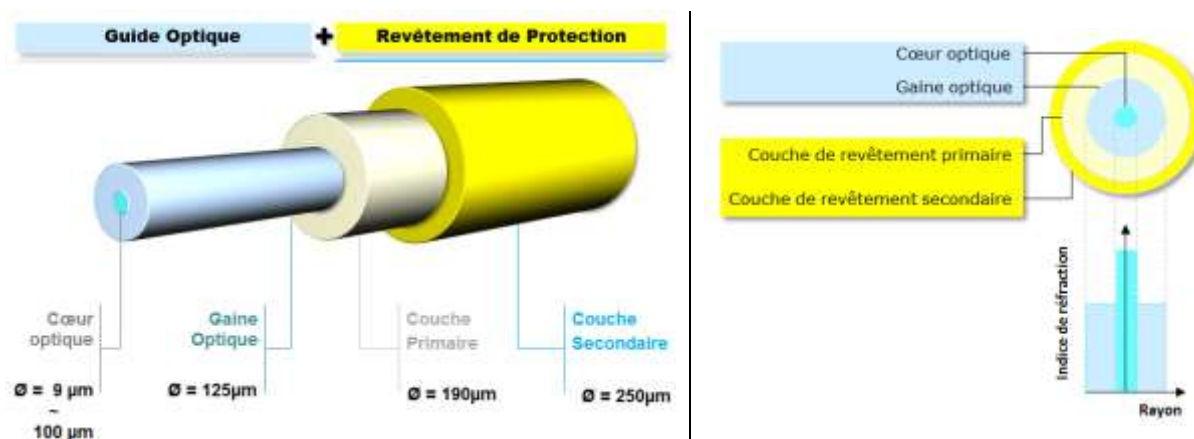 Guide Optique + Revêtement de Protection
Cœur optique
Ø = 9 µm
~
100 µm
Gaine Optique
Ø = 125µm
Couche Primaire
Ø = 190µm
Couche Secondaire
Ø = 250µm
Cœur optique
Gaine optique
Couche de revêtement primaire
Couche de revêtement secondaire
Indice de réfraction
Rayon